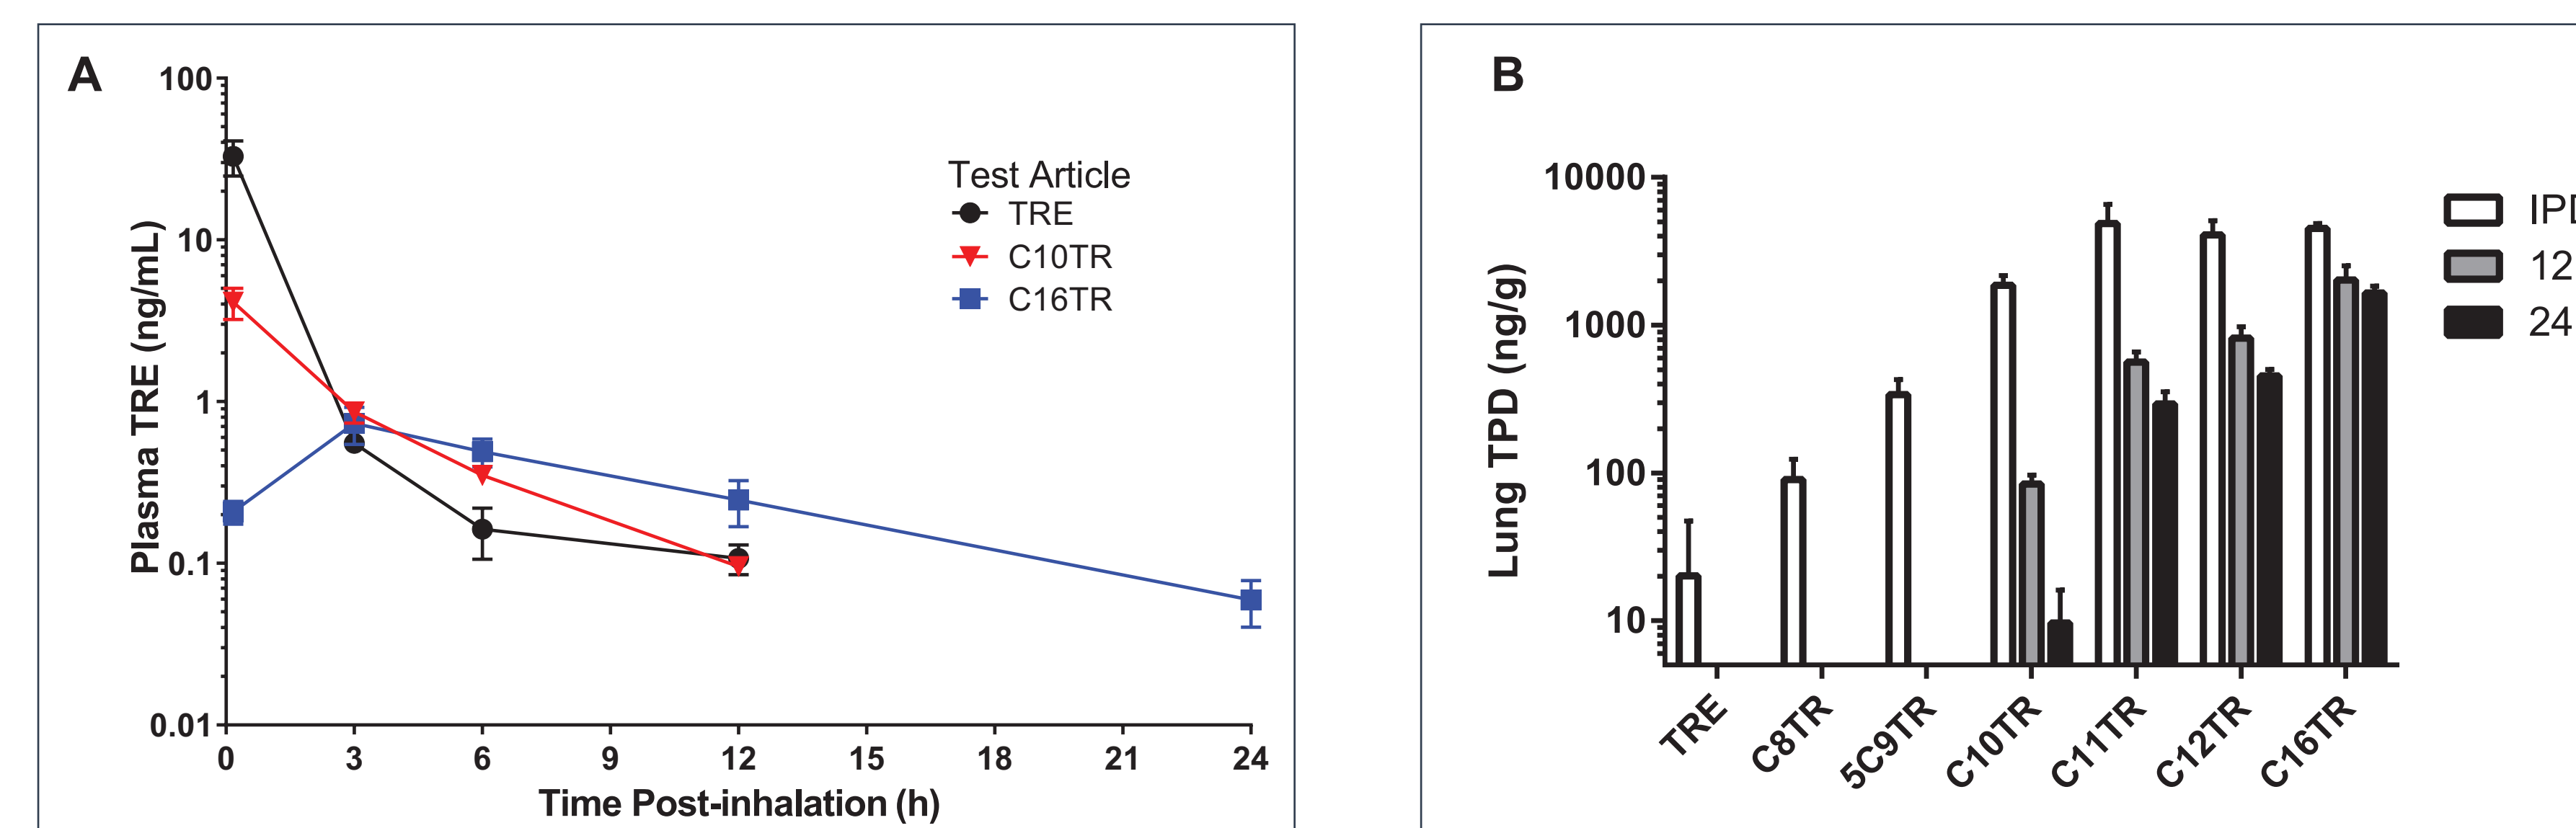 A
100
10
1
0.1
0.01
Plasma TRE (ng/mL)
0 3 6 9 12 15 18 21 24
Time Post-inhalation (h)
Test Article
TRE
C10TR
C16TR
B
10000
1000
100
10
Lung TPD (ng/g)
TRE C8TR 5C9TR C10TR C11TR C12TR C16TR
12
24